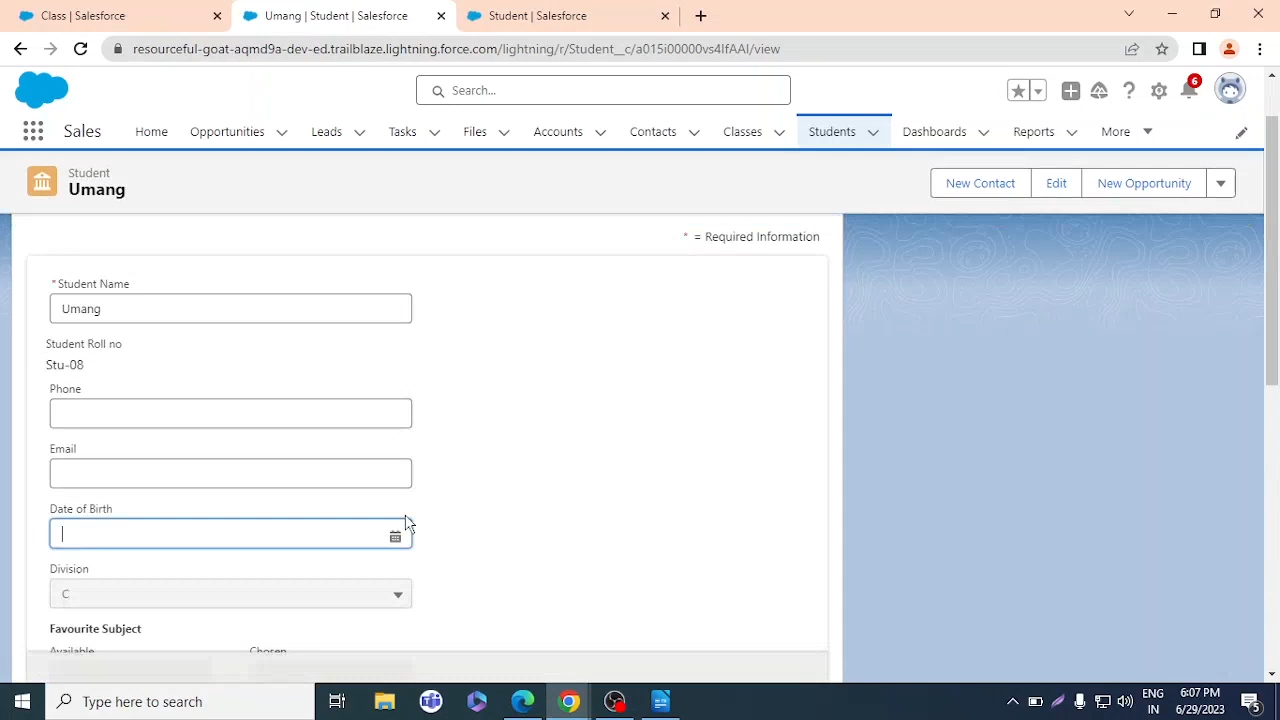 Class | Salesforce
Umang | Student | Salesforce
Student | Salesforce
resourceful-goat-aqmd9a-dev-ed.trailblaze.lightning.force.com/lightning/r/Student__c/a015i00000vs4IfAAI/view
Search...
6
Sales
Home
Opportunities
Leads
Tasks
Files
Accounts
Contacts
Classes
Students
Dashboards
Reports
More
Student
Umang
New Contact
Edit
New Opportunity
* = Required Information
*Student Name
Umang
Student Roll no
Stu-08
Phone
Email
Date of Birth
Division
C
Favourite Subject
Available
Chosen
Type here to search
ENG
IN
6:07 PM
6/29/2023
5